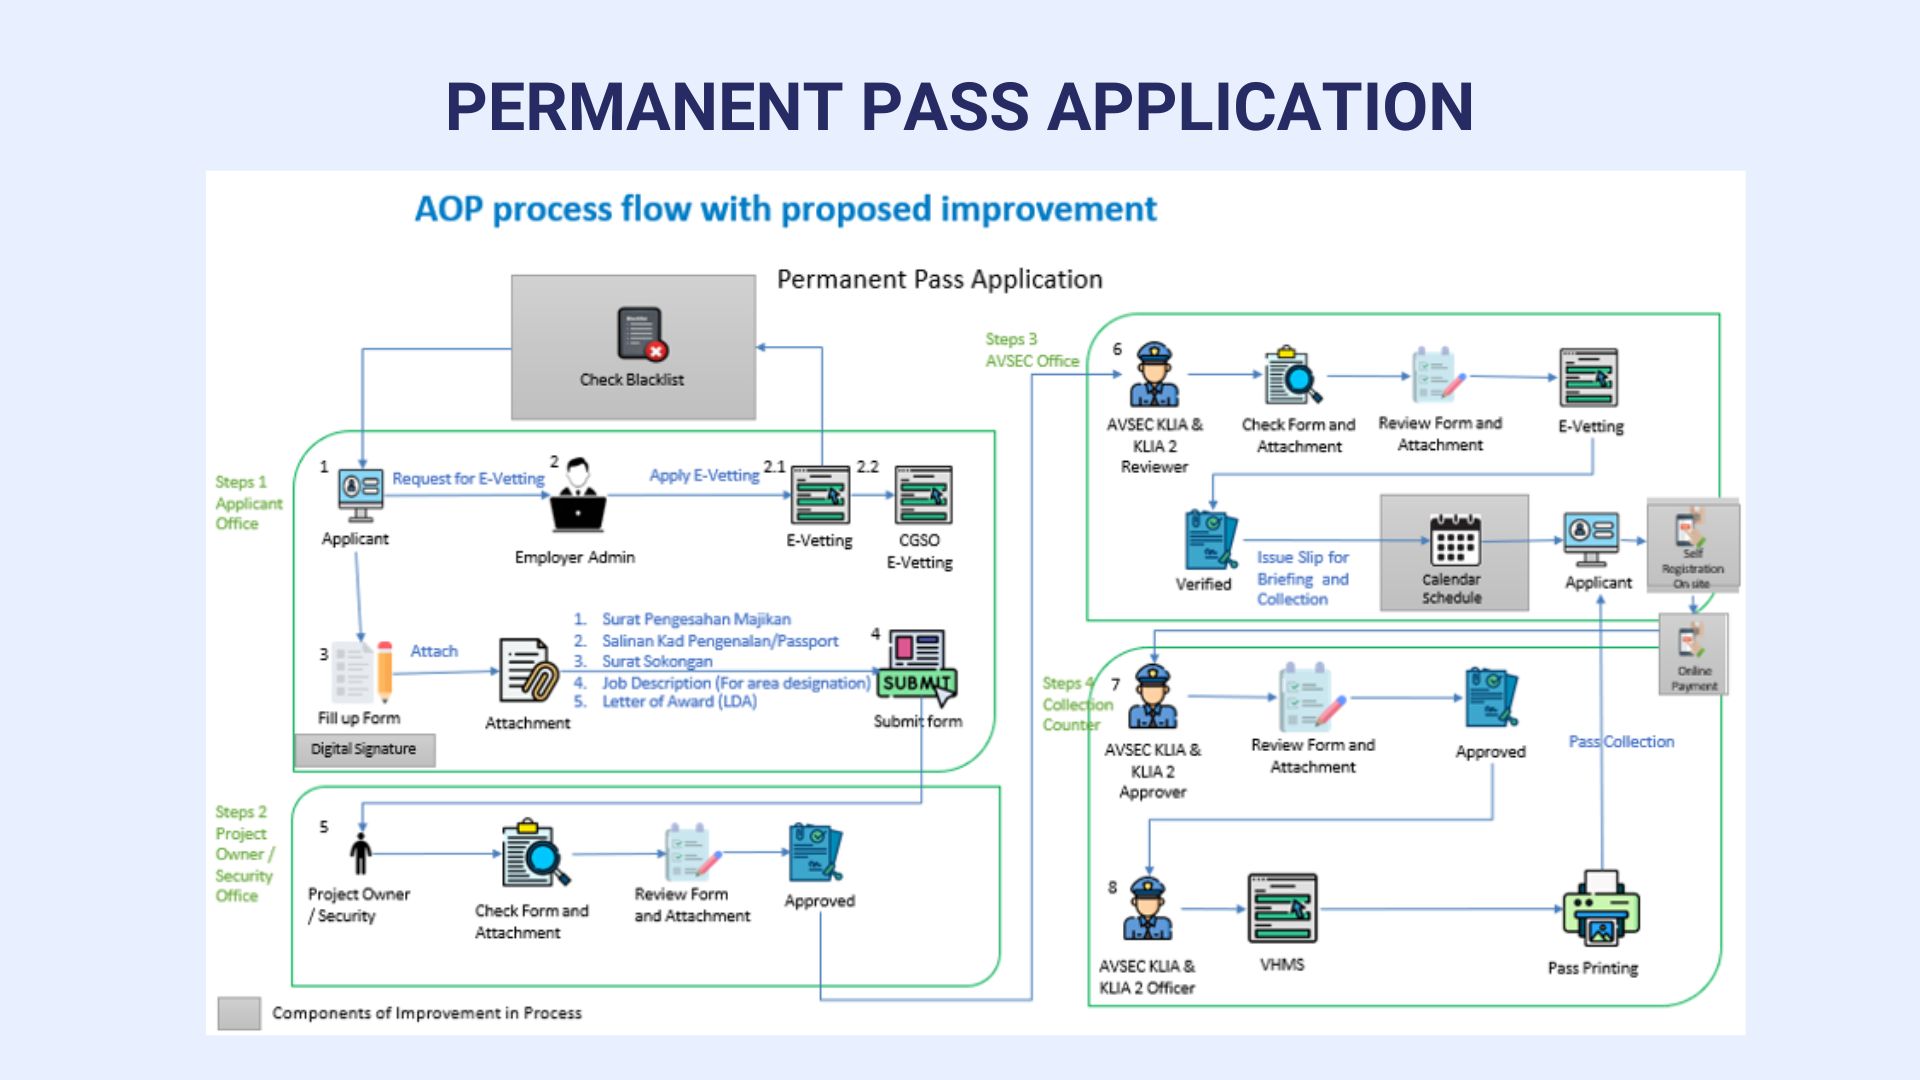 PERMANENT PASS APPLICATION
AOP process flow with proposed improvement
Permanent Pass Application
Blacklist
Check Blacklist
Steps 1
Applicant
Office
1
Applicant
Request for E-Vetting
2
Employer Admin
Apply E-Vetting
2.1
E-Vetting
2.2
CGSO
E-Vetting
3
Fill up Form
Digital Signature
Attach
Attachment
1. Surat Pengesahan Majikan
2. Salinan Kad Pengenalan/Passport
3. Surat Sokongan
4. Job Description (For area designation)
5. Letter of Award (LDA)
4
SUBMIT
Submit form
Steps 2
Project
Owner /
Security
Office
5
Project Owner
/ Security
Check Form and
Attachment
Review Form
and Attachment
Approved
Components of Improvement in Process
Steps 3
AVSEC Office
6
AVSEC KLIA &
KLIA 2
Reviewer
Check Form and
Attachment
Review Form and
Attachment
E-Vetting
Verified
Issue Slip for
Briefing and
Collection
Calendar
Schedule
Applicant
Self
Registration
On site
Online
Payment
Steps 4
Collection
Counter
7
AVSEC KLIA &
KLIA 2
Approver
Review Form and
Attachment
Approved
Pass Collection
8
AVSEC KLIA &
KLIA 2 Officer
VHMS
Pass Printing